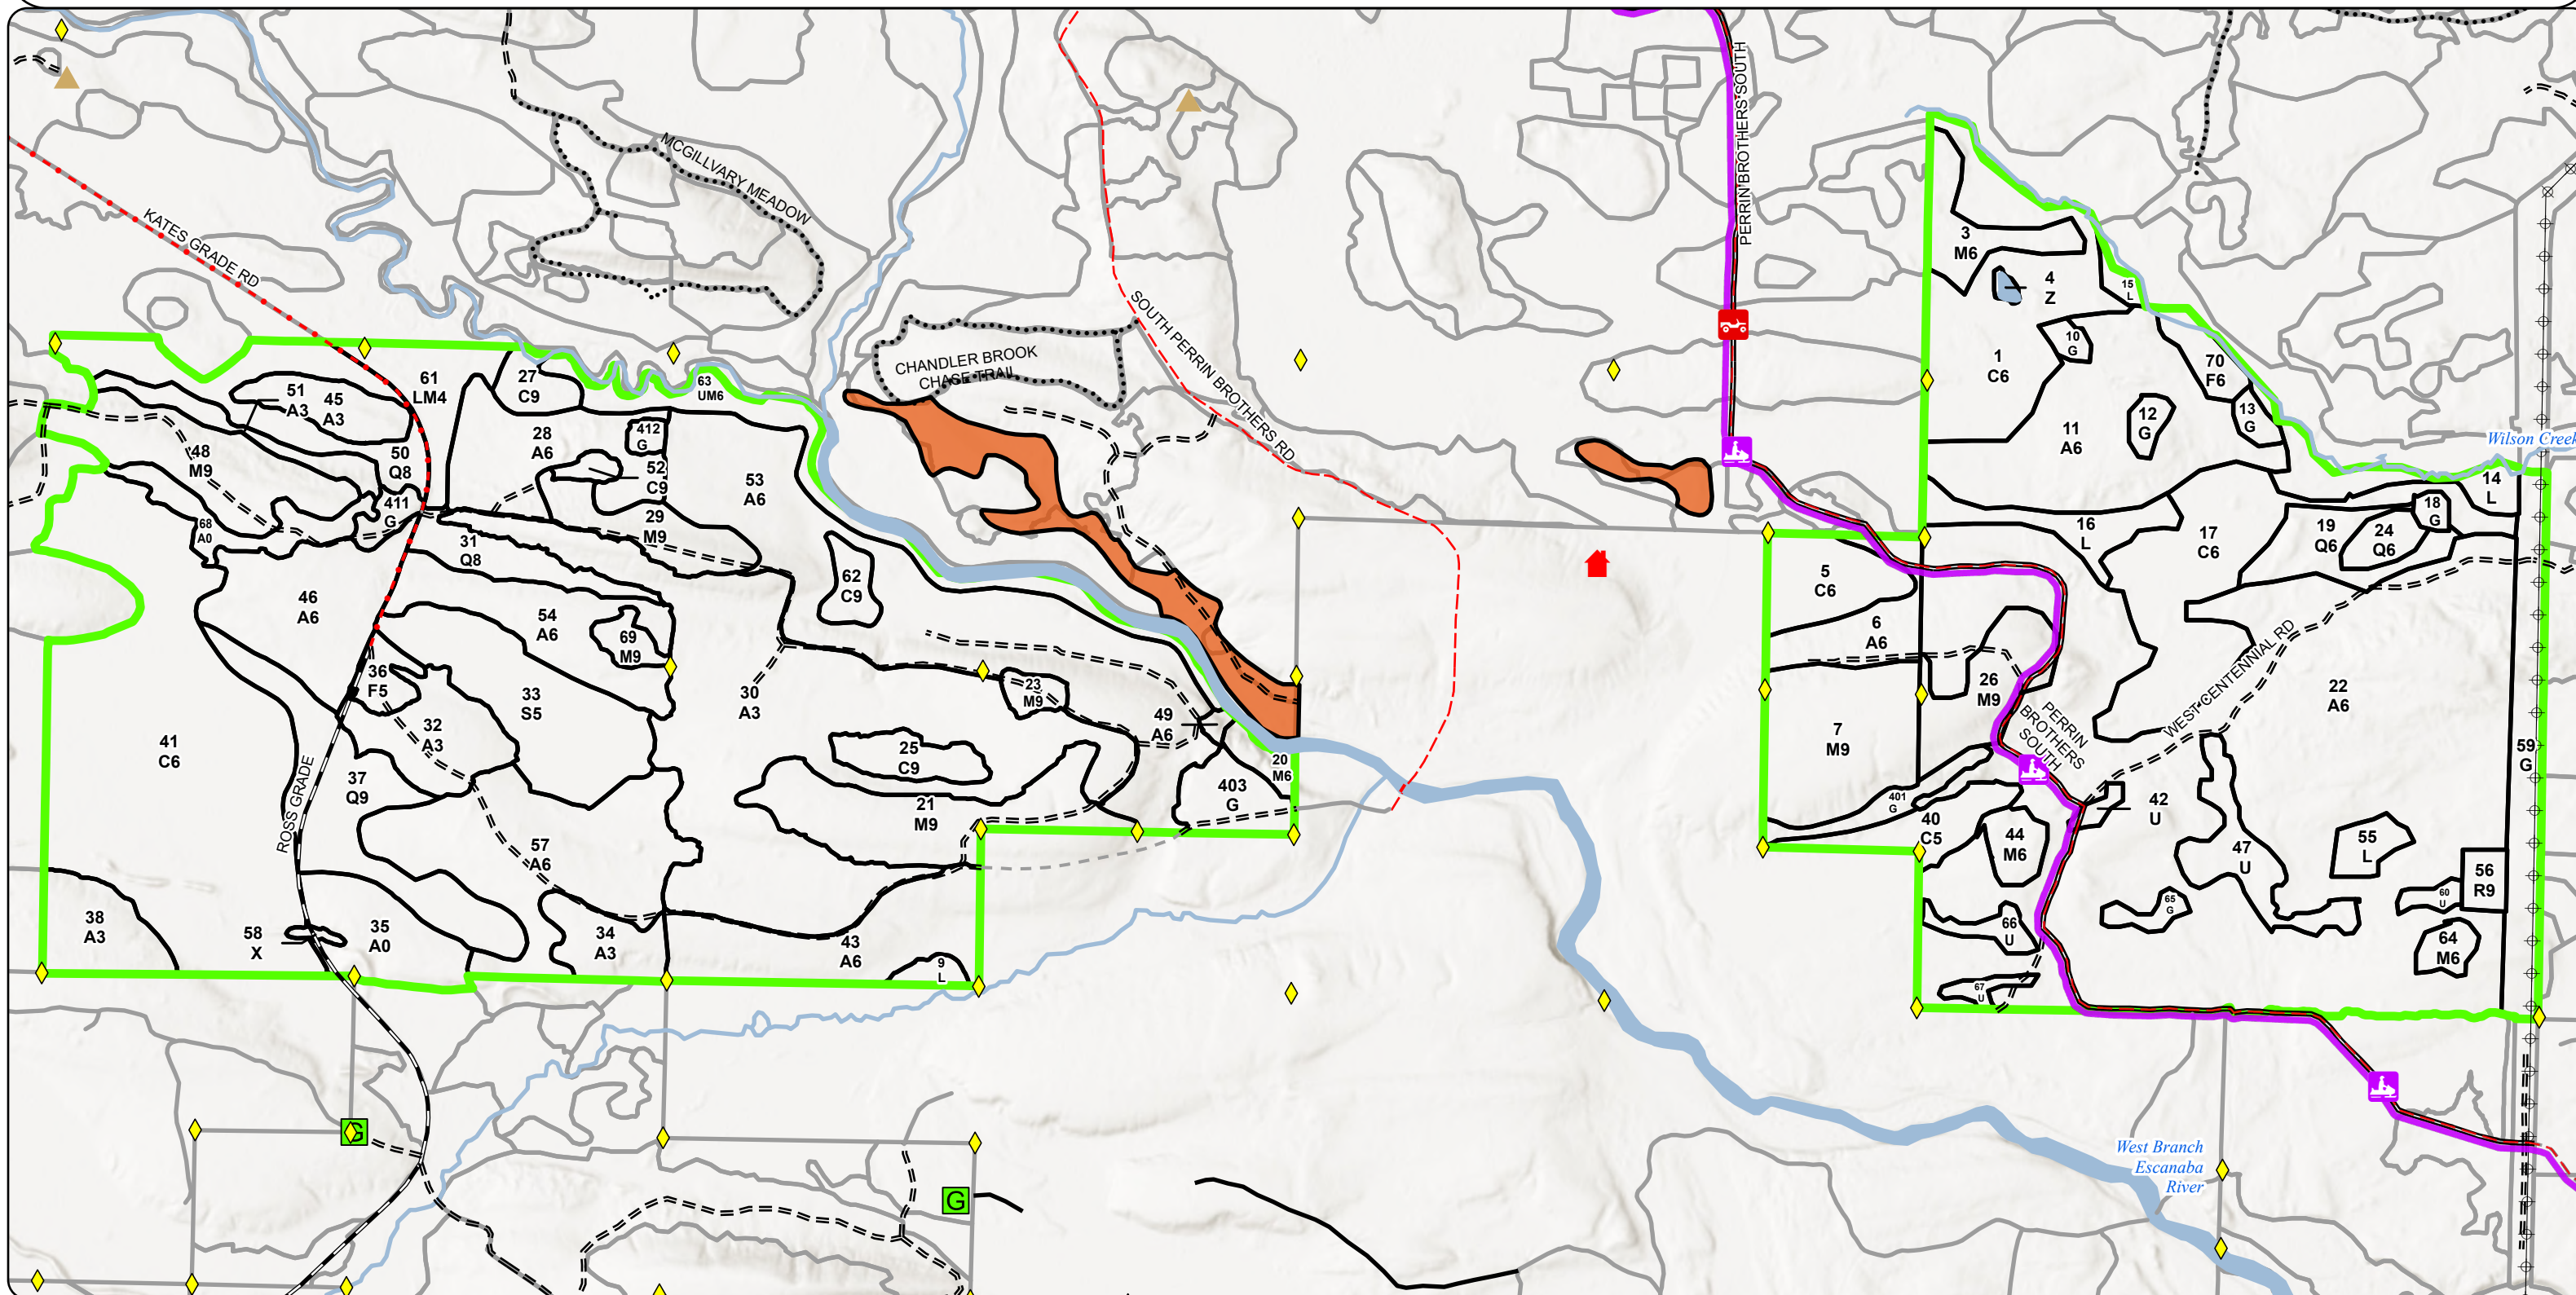 PERRIN BROTHERS SOUTH
MCGILLVARY MEADOW
KATES GRADE RD
SOUTH PERRIN BROTHERS RD
CHANDLER BROOK
CHASE TRAIL
3
M6
4
Z
15
L
10
G
1
C6
70
F6
12
G
13
G
11
A6
Wilson Creek
14
L
18
G
16
L
17
C6
19
Q6
24
Q6
51
A3
45
A3
61
LM4
27
C9
63
UM6
28
A6
412
G
48
M9
50
Q8
52
C9
53
A6
411
G
68
A0
29
M9
31
Q8
62
C9
46
A6
54
A6
69
M9
36
F5
33
S5
30
A3
23
M9
32
A3
49
A6
41
C6
25
C9
20
M6
37
Q9
403
G
21
M9
ROSS GRADE
57
A6
38
A3
58
X
35
A0
34
A3
43
A6
9
L
5
C6
6
A6
26
M9
7
M9
PERRIN
BROTHERS
SOUTH
WEST CENTENNIAL RD
22
A6
59
G
401
G
40
C5
44
M6
42
U
47
U
55
L
56
R9
60
U
65
G
66
U
64
M6
67
U
G
G
West Branch
Escanaba
River